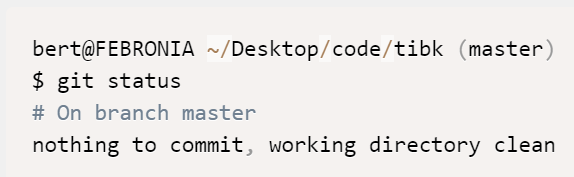 bert@FEBRONIA ~/Desktop/code/tibk (master)
$ git status
# On branch master
nothing to commit, working directory clean